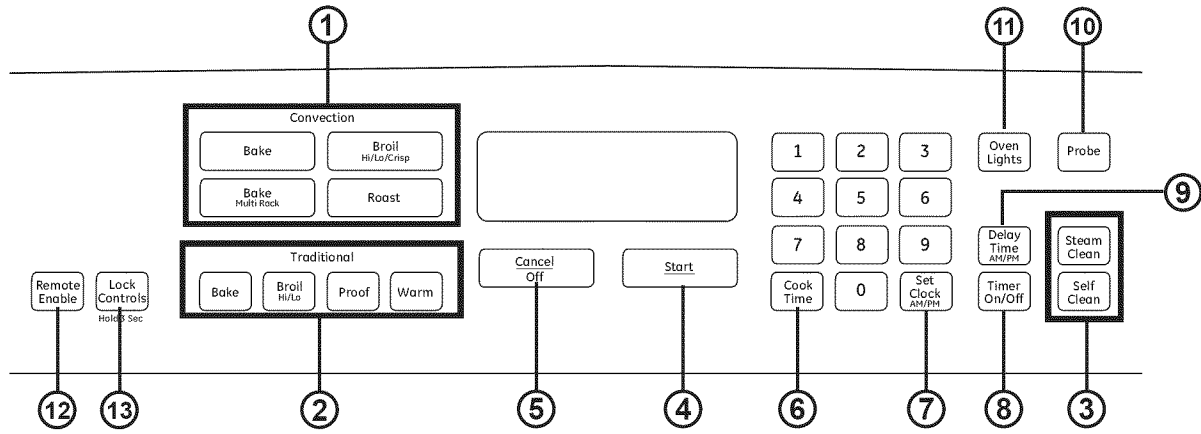 1
11
10
Convection
Bake
Broil
Hi/Lo/Crisp
Bake
Multi Rack
Roast
1 2 3
4 5 6
7 8 9
0
Oven
Lights
Probe
9
Traditional
Bake
Broil
Hi/Lo
Proof
Warm
Cancel
Off
Start
Delay
Time
AM/PM
Steam
Clean
Remote
Enable
Lock
Controls
Hold 3 Sec
Cook
Time
Set
Clock
AM/PM
Timer
On/Off
Self
Clean
12
13
2
5
4
6
7
8
3